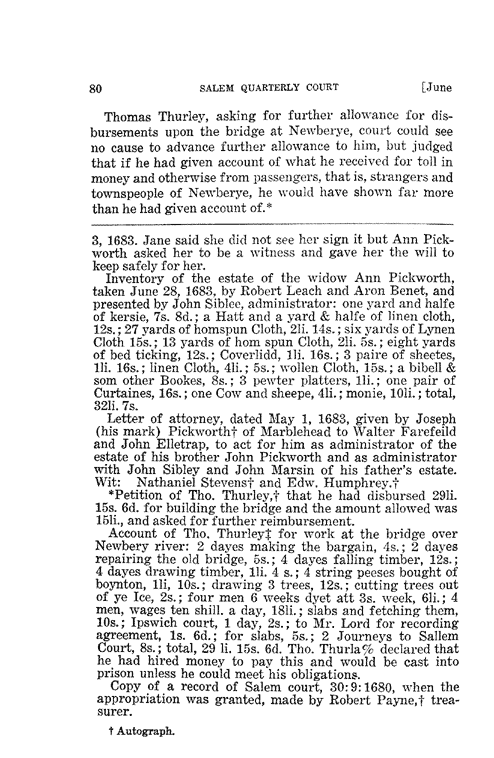 80 SALEM QUARTERLY COURT [June
Thomas Thurley, asking for further allowance for dis-
bursements upon the bridge at Newberye, court could see
no cause to advance further allowance to him, but judged
that if he had given account of what he received for toll in
money and otherwise from passengers, that is, strangers and
townspeople of Newberye, he would have shown far more
than he had given account of.*
3, 1683. Jane said she did not see her sign it but Ann Pick-
worth asked her to be a witness and gave her the will to
keep safely for her.
Inventory of the estate of the widow Ann Pickworth,
taken June 28, 1683, by Robert Leach and Aron Benet, and
presented by John Siblee, administrator: one yard and halfe
of kersie, 7s. 8d.; a Hatt and a yard & halfe of linen cloth,
12s.; 27 yards of homspun Cloth, 2li. 14s.; six yards of Lynen
Cloth 15s.; 13 yards of hom spun Cloth, 2li. 5s.; eight yards
of bed ticking, 12s.; Coverlidd, 1li. 16s.; 3 paire of sheetes,
1li. 16s.; linen Cloth, 4li.; 5s.; wollen Cloth, 15s.; a bibell &
som other Bookes, 8s.; 3 pewter platters, 1li.; one pair of
Curtaines, 16s.; one Cow and sheepe, 4li.; monie, 10li.; total,
32li. 7s.
Letter of attorney, dated May 1, 1683, given by Joseph
(his mark) Pickworth† of Marblehead to Walter Farefeild
and John Elletrap, to act for him as administrator of the
estate of his brother John Pickworth and as administrator
with John Sibley and John Marsin of his father's estate.
Wit: Nathaniel Stevens† and Edw. Humphrey.†
*Petition of Tho. Thurley,† that he had disbursed 29li.
15s. 6d. for building the bridge and the amount allowed was
15li., and asked for further reimbursement.
Account of Tho. Thurley‡ for work at the bridge over
Newbery river: 2 dayes making the bargain, 4s.; 2 dayes
repairing the old bridge, 5s.; 4 dayes falling timber, 12s.;
4 dayes drawing timber, 1li. 4 s.; 4 string peeses bought of
boynton, 1li, 10s.; drawing 3 trees, 12s.; cutting trees out
of ye Ice, 2s.; four men 6 weeks dyet att 3s. week, 6li.; 4
men, wages ten shill. a day, 18li.; slabs and fetching them,
10s.; Ipswich court, 1 day, 2s.; to Mr. Lord for recording
agreement, 1s. 6d.; for slabs, 5s.; 2 Journeys to Sallem
Court, 8s.; total, 29 li. 15s. 6d. Tho. Thurla% declared that
he had hired money to pay this and would be cast into
prison unless he could meet his obligations.
Copy of a record of Salem court, 30:9:1680, when the
appropriation was granted, made by Robert Payne,† trea-
surer.
† Autograph.